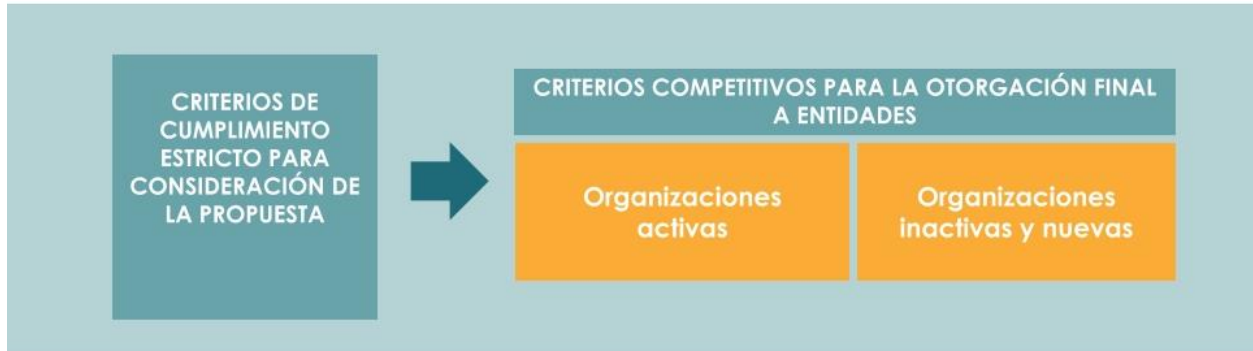 CRITERIOS DE
CUMPLIMIENTO
ESTRICTO PARA
CONSIDERACIÓN DE
LA PROPUESTA
CRITERIOS COMPETITIVOS PARA LA OTORGACIÓN FINAL
A ENTIDADES
Organizaciones
activas
Organizaciones
inactivas y nuevas